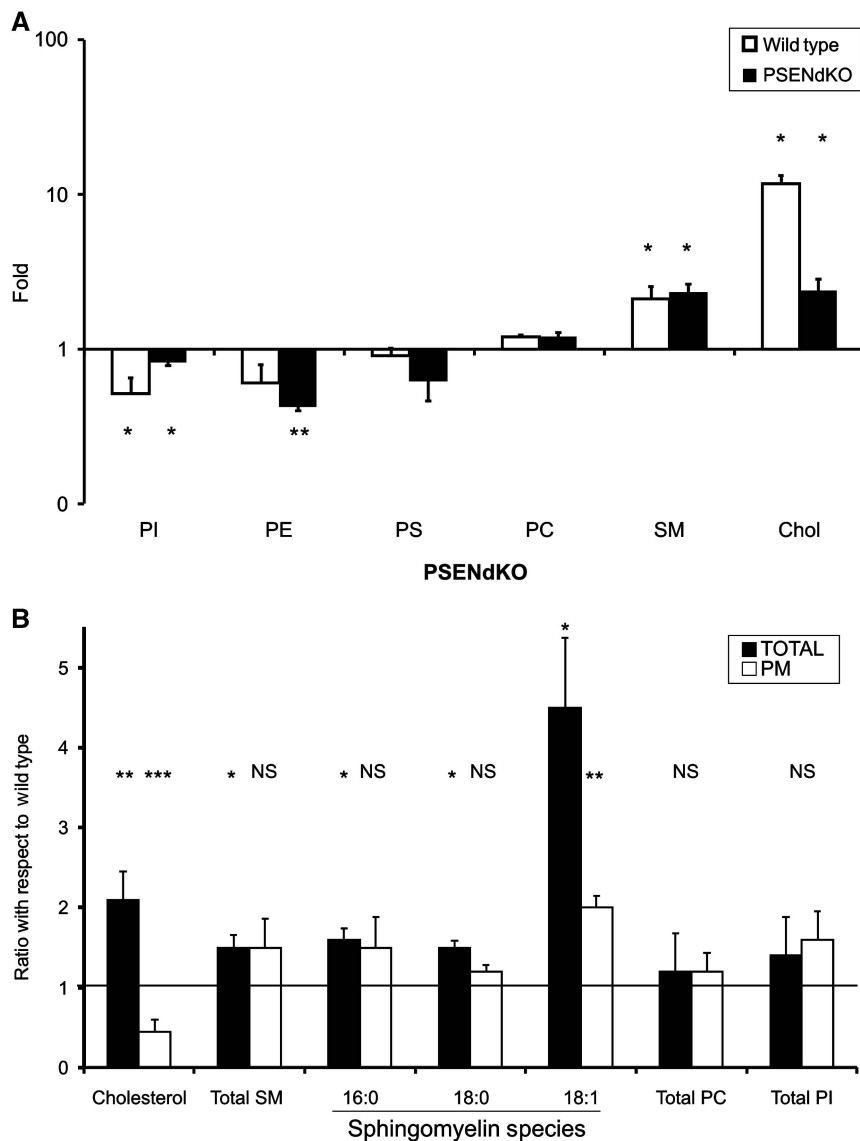 A
100
Wild type
PSENdKO
* *
10
* *
Fold
1
* * **
0
PI PE PS PC SM Chol
PSENdKO
B
TOTAL
PM
5
*
4
** *** * NS * NS * NS ** NS NS
3
Ratio with respect to wild type
2
1
0
Cholesterol Total SM 16:0 18:0 18:1 Total PC Total PI
Sphingomyelin species